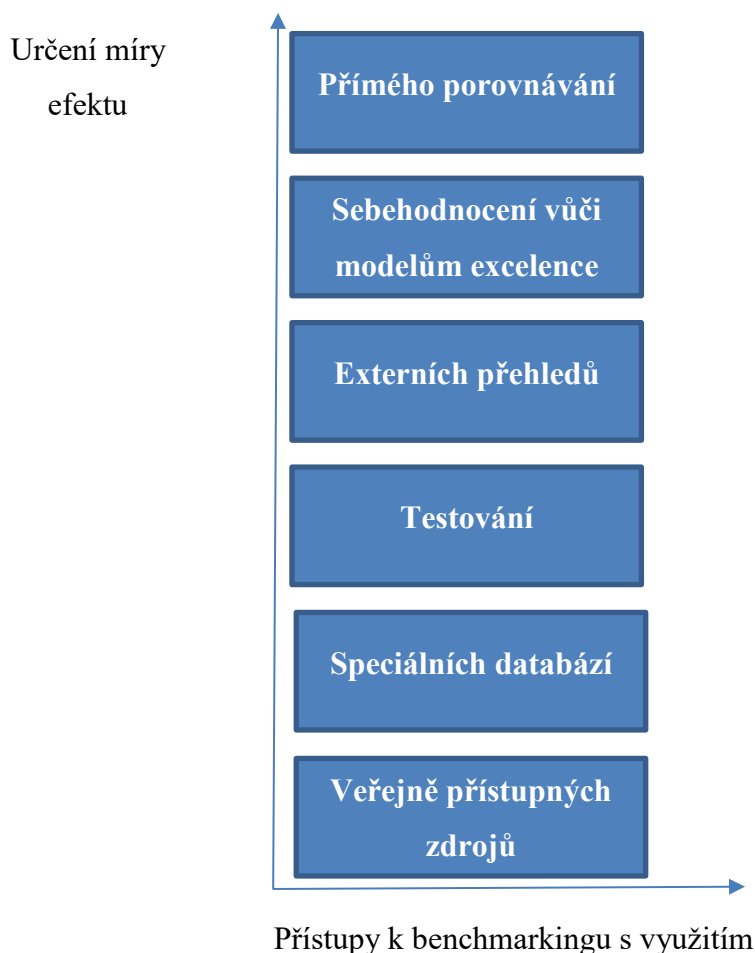 Určení míry
efektu
Přímého porovnávání
Sebehodnocení vůči
modelům excelence
Externích přehledů
Testování
Speciálních databází
Veřejně přístupných
zdrojů
Přístupy k benchmarkingu s využitím